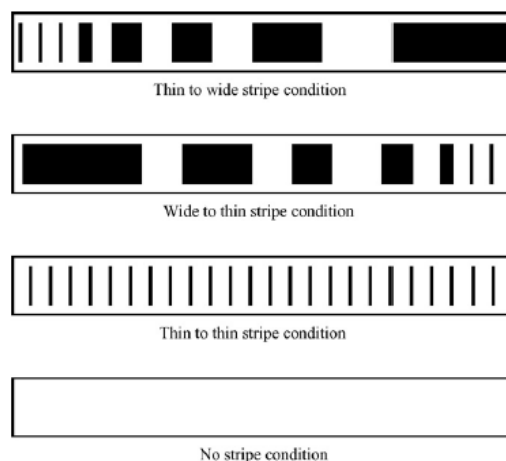 Thin to wide stripe condition
Wide to thin stripe condition
Thin to thin stripe condition
No stripe condition